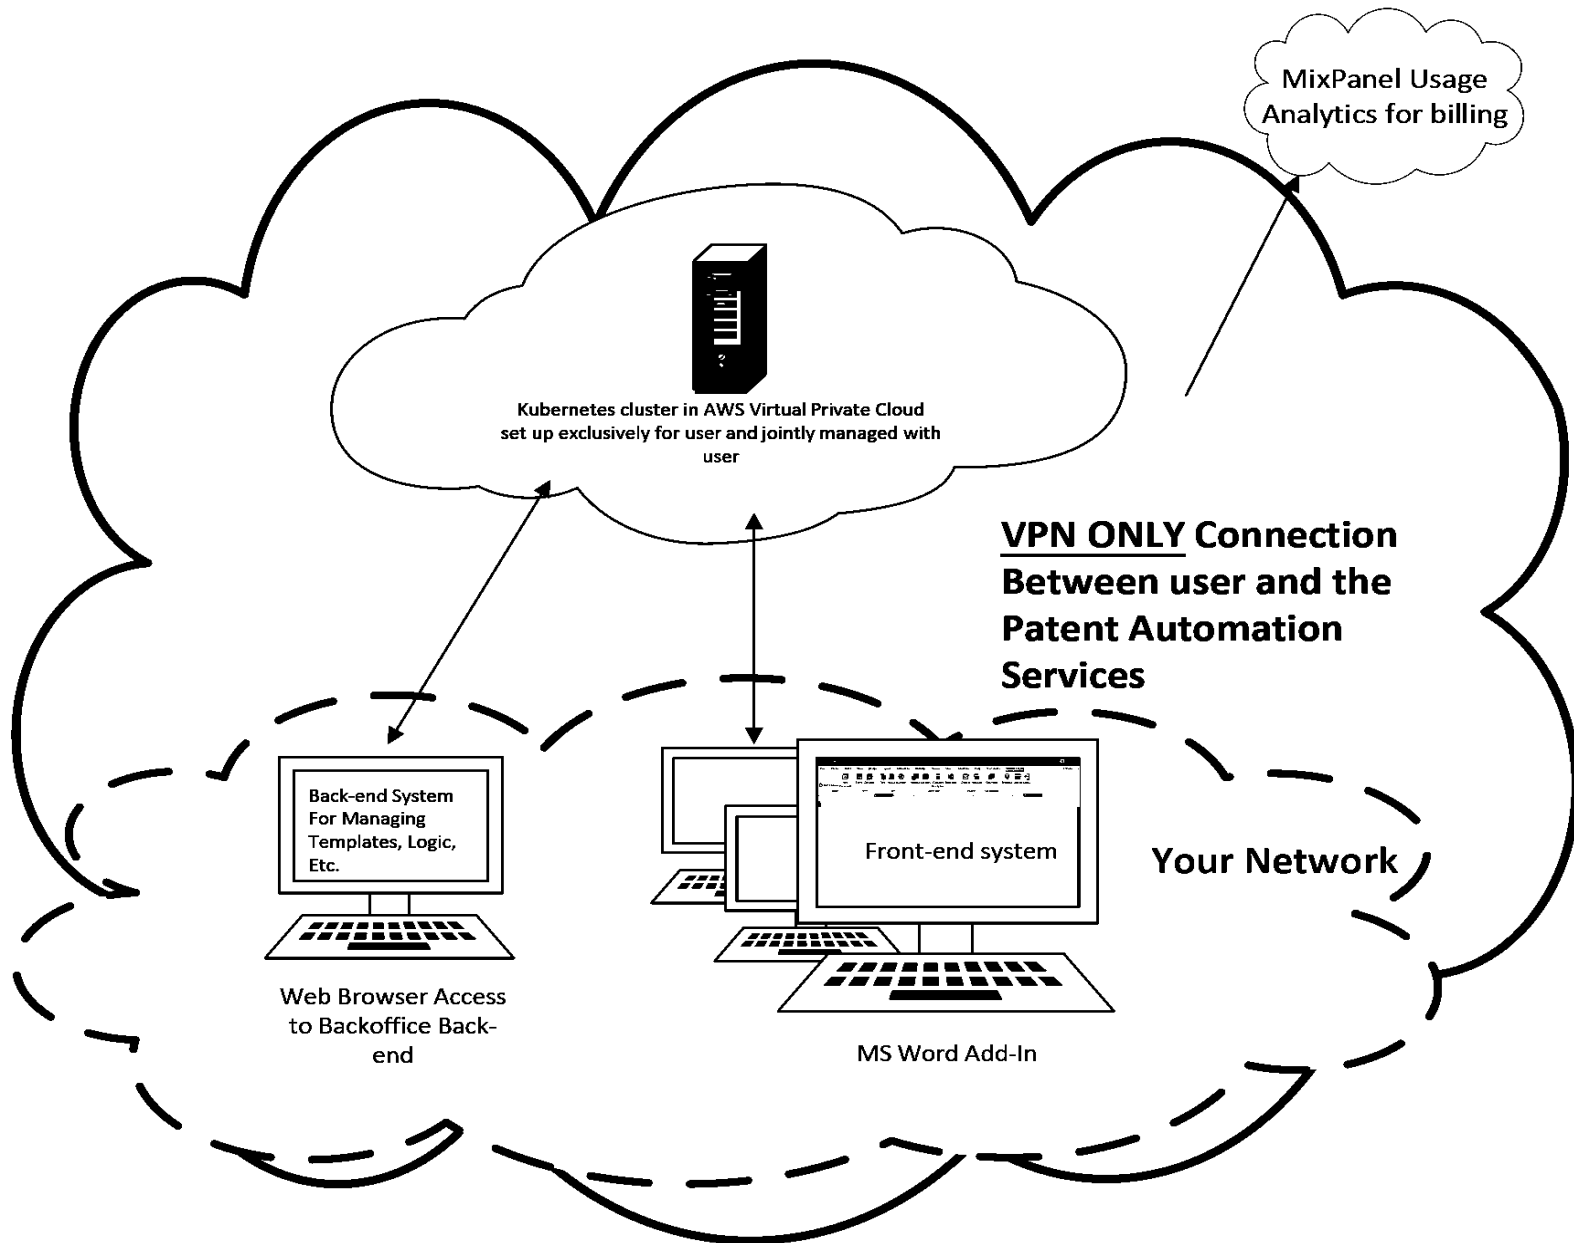 MixPanel Usage
Analytics for billing
Kubernetes cluster in AWS Virtual Private Cloud
set up exclusively for user and jointly managed with
user
VPN ONLY Connection
Between user and the
Patent Automation
Services
Back-end System
For Managing
Templates, Logic,
Etc.
Front-end system
Your Network
Web Browser Access
to Backoffice Back-
end
MS Word Add-In